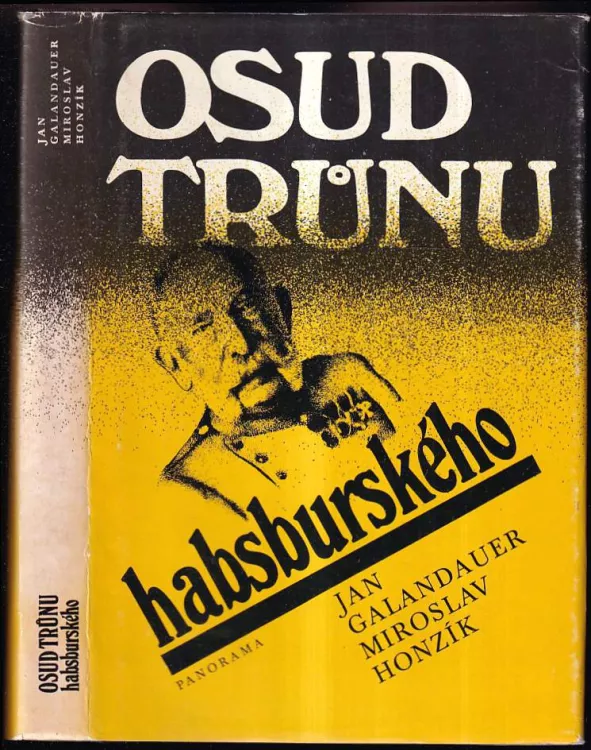 JAN
GALANDAUER
MIROSLAV
HONZÍK
OSUD TRŮNU
habsburského
OSUD
TRŮNU
habsburského
JAN
GALANDAUER
MIROSLAV
HONZÍK
PANORAMA